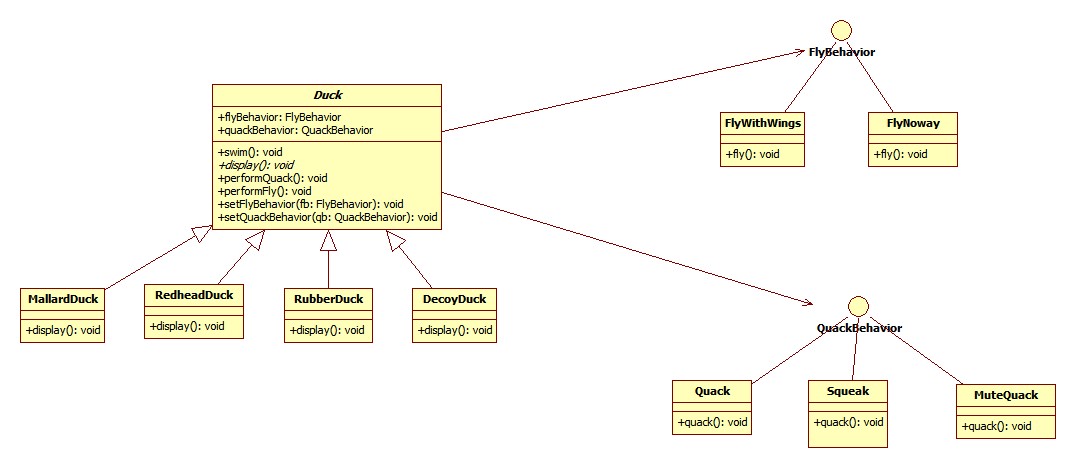 FlyBehavior
Duck
+flyBehavior: FlyBehavior
+quackBehavior: QuackBehavior
+swim(): void
+display(): void
+performQuack(): void
+performFly(): void
+setFlyBehavior(fb: FlyBehavior): void
+setQuackBehavior(qb: QuackBehavior): void
FlyWithWings
+fly(): void
FlyNoway
+fly(): void
MallardDuck
+display(): void
RedheadDuck
+display(): void
RubberDuck
+display(): void
DecoyDuck
+display(): void
QuackBehavior
Quack
+quack(): void
Squeak
+quack(): void
MuteQuack
+quack(): void